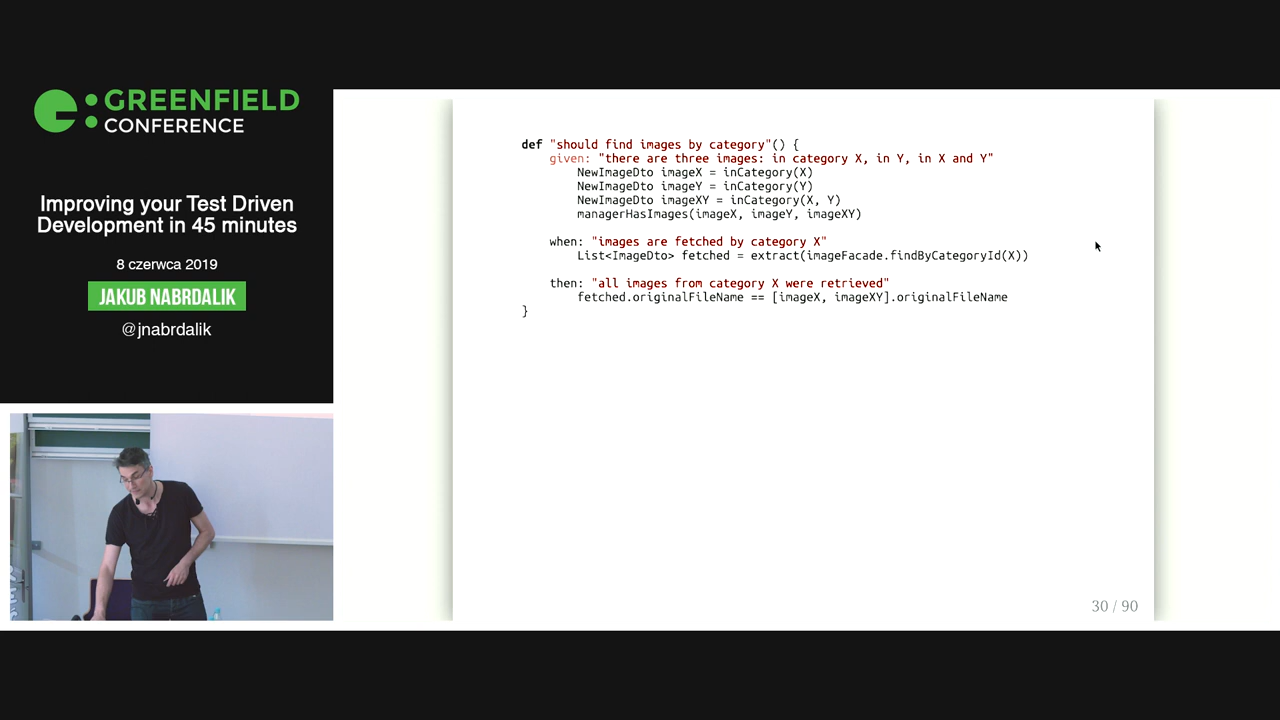 GREENFIELD
CONFERENCE
Improving your Test Driven
Development in 45 minutes
8 czerwca 2019
JAKUB NABRDALIK
@jnabrdalik
def "should find images by category"() {
    given: "there are three images: in category X, in Y, in X and Y"
        NewImageDto imageX = inCategory(X)
        NewImageDto imageY = inCategory(Y)
        NewImageDto imageXY = inCategory(X, Y)
        managerHasImages(imageX, imageY, imageXY)
    when: "images are fetched by category X"
        List<ImageDto> fetched = extract(imageFacade.findByCategoryId(X))
    then: "all images from category X were retrieved"
        fetched.originalFileName == [imageX, imageXY].originalFileName
}
30 / 90